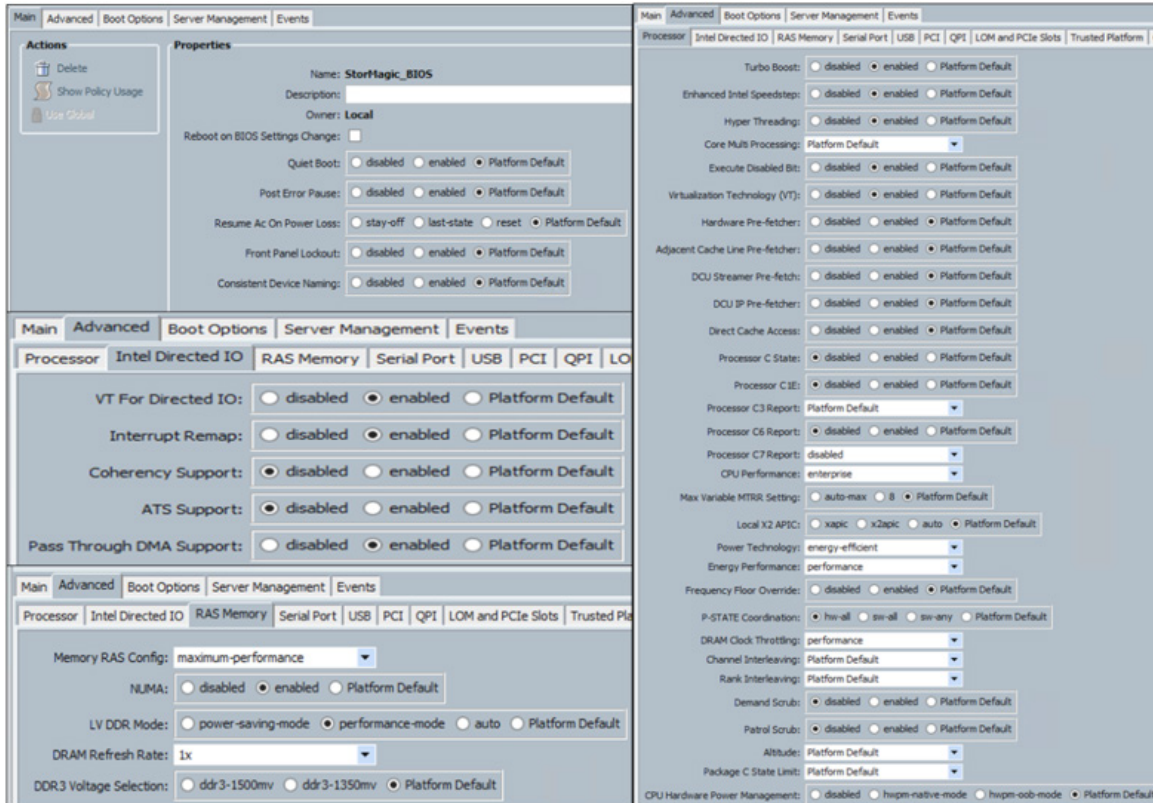 Main Advanced Boot Options Server Management Events
Actions
Delete
Show Policy Usage
Use Global
Properties
Name: StorMagic_BIOS
Description:
Owner: Local
Reboot on BIOS Settings Change:
Quiet Boot: disabled enabled Platform Default
Post Error Pause: disabled enabled Platform Default
Resume Ac On Power Loss: stay-off last-state reset Platform Default
Front Panel Lockout: disabled enabled Platform Default
Consistent Device Naming: disabled enabled Platform Default
Main Advanced Boot Options Server Management Events
Processor Intel Directed IO RAS Memory Serial Port USB PCI QPI LO
VT For Directed IO: disabled enabled Platform Default
Interrupt Remap: disabled enabled Platform Default
Coherency Support: disabled enabled Platform Default
ATS Support: disabled enabled Platform Default
Pass Through DMA Support: disabled enabled Platform Default
Main Advanced Boot Options Server Management Events
Processor Intel Directed IO RAS Memory Serial Port USB PCI QPI LOM and PCIe Slots Trusted Pla
Memory RAS Config: maximum-performance
NUMA: disabled enabled Platform Default
LV DDR Mode: power-saving-mode performance-mode auto Platform Default
DRAM Refresh Rate: 1x
DDR3 Voltage Selection: ddr3-1500mv ddr3-1350mv Platform Default
Main Advanced Boot Options Server Management Events
Processor Intel Directed IO RAS Memory Serial Port USB PCI QPI LOM and PCIe Slots Trusted Platform
Turbo Boost: disabled enabled Platform Default
Enhanced Intel Speedstep: disabled enabled Platform Default
Hyper Threading: disabled enabled Platform Default
Core Multi Processing: Platform Default
Execute Disabled Bit: disabled enabled Platform Default
Virtualization Technology (VT): disabled enabled Platform Default
Hardware Pre-fetcher: disabled enabled Platform Default
Adjacent Cache Line Pre-fetcher: disabled enabled Platform Default
DCU Streamer Pre-fetch: disabled enabled Platform Default
DCU IP Pre-fetcher: disabled enabled Platform Default
Direct Cache Access: disabled enabled Platform Default
Processor C State: disabled enabled Platform Default
Processor C1E: disabled enabled Platform Default
Processor C3 Report: Platform Default
Processor C6 Report: disabled enabled Platform Default
Processor C7 Report: disabled
CPU Performance: enterprise
Max Variable MTRR Setting: auto-max 8 Platform Default
Local X2 APIC: xapic x2apic auto Platform Default
Power Technology: energy-efficient
Energy Performance: performance
Frequency Floor Override: disabled enabled Platform Default
P-STATE Coordination: hw-all sw-all sw-any Platform Default
DRAM Clock Throttling: performance
Channel Interleaving: Platform Default
Rank Interleaving: Platform Default
Demand Scrub: disabled enabled Platform Default
Patrol Scrub: disabled enabled Platform Default
Altitude: Platform Default
Package C State Limit: Platform Default
CPU Hardware Power Management: disabled hwpm-native-mode hwpm-oob-mode Platform Default